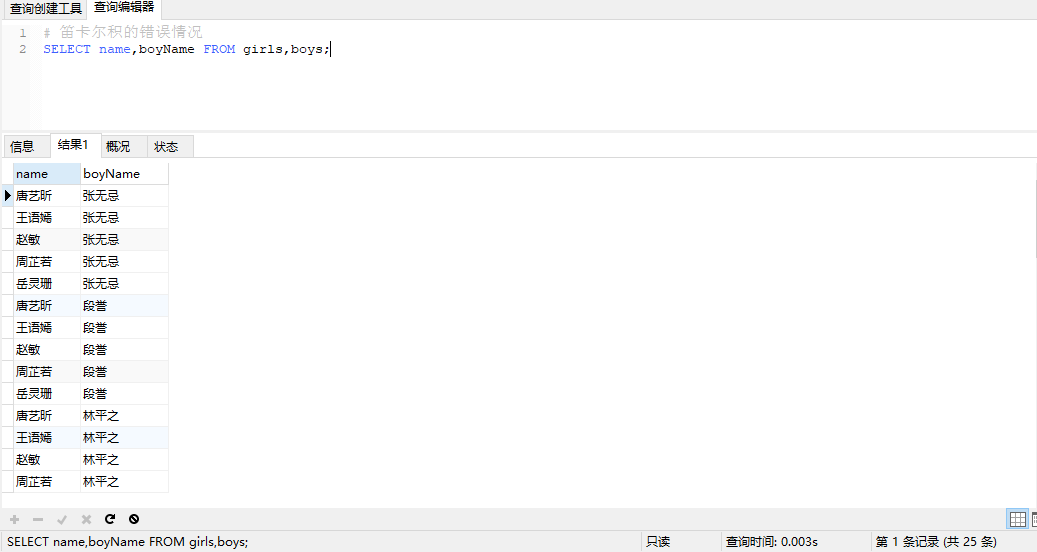 查询创建工具 查询编辑器
1 # 笛卡尔积的错误情况
2 SELECT name,boyName FROM girls,boys;
信息 结果1 概况 状态
name boyName
唐艺昕 张无忌
王语嫣 张无忌
赵敏 张无忌
周芷若 张无忌
岳灵珊 张无忌
唐艺昕 段誉
王语嫣 段誉
赵敏 段誉
周芷若 段誉
岳灵珊 段誉
唐艺昕 林平之
王语嫣 林平之
赵敏 林平之
周芷若 林平之
SELECT name,boyName FROM girls,boys; 只读 查询时间: 0.003s 第 1 条记录 (共 25 条)